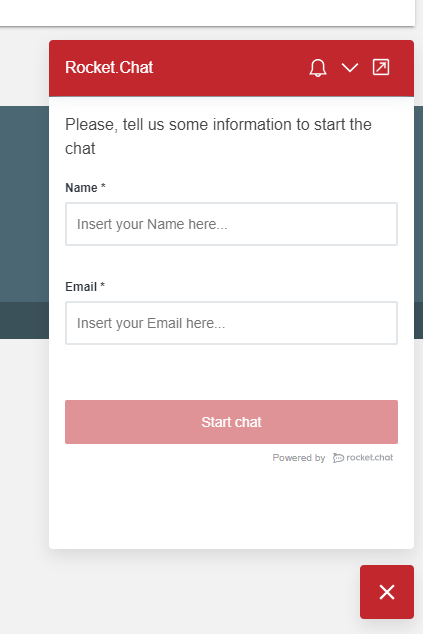 Rocket.Chat
Please, tell us some information to start the
chat
Name *
Insert your Name here...
Email *
Insert your Email here...
Start chat
Powered by rocket.chat